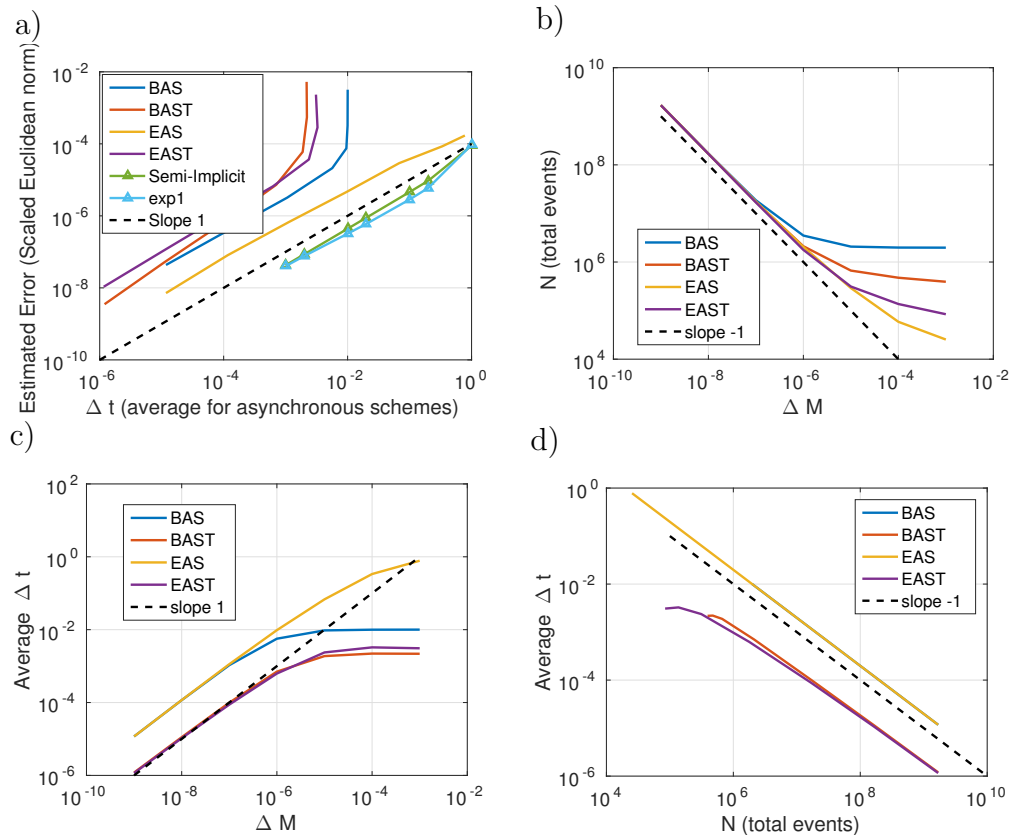 a)
Estimated Error (Scaled Euclidean norm)
10^-2
10^-4
10^-6
10^-8
10^-10
BAS
BAST
EAS
EAST
Semi-Implicit
exp1
Slope 1
10^-6
10^-4
10^-2
10^0
Δ t (average for asynchronous schemes)
b)
N (total events)
10^10
10^8
10^6
10^4
BAS
BAST
EAS
EAST
slope -1
10^-10
10^-8
10^-6
10^-4
10^-2
Δ M
c)
Average Δ t
10^2
10^0
10^-2
10^-4
10^-6
BAS
BAST
EAS
EAST
slope 1
10^-10
10^-8
10^-6
10^-4
10^-2
Δ M
d)
Average Δ t
10^0
10^-2
10^-4
10^-6
BAS
BAST
EAS
EAST
slope -1
10^4
10^6
10^8
10^10
N (total events)